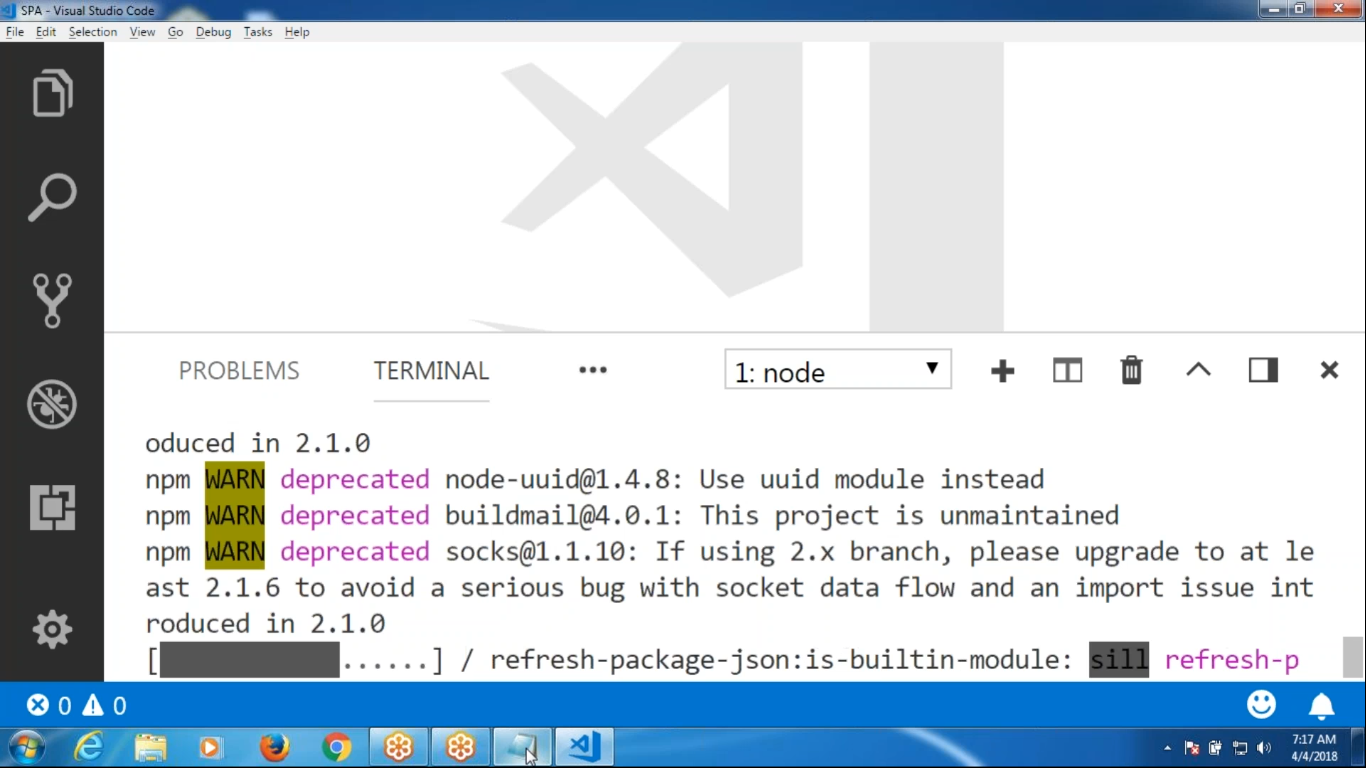 SPA - Visual Studio Code
File Edit Selection View Go Debug Tasks Help
PROBLEMS TERMINAL ••• 1: node
oduced in 2.1.0
npm WARN deprecated node-uuid@1.4.8: Use uuid module instead
npm WARN deprecated buildmail@4.0.1: This project is unmaintained
npm WARN deprecated socks@1.1.10: If using 2.x branch, please upgrade to at le
ast 2.1.6 to avoid a serious bug with socket data flow and an import issue int
roduced in 2.1.0
[ ......] / refresh-package-json:is-builtin-module: sill refresh-p
0 0
7:17 AM
4/4/2018